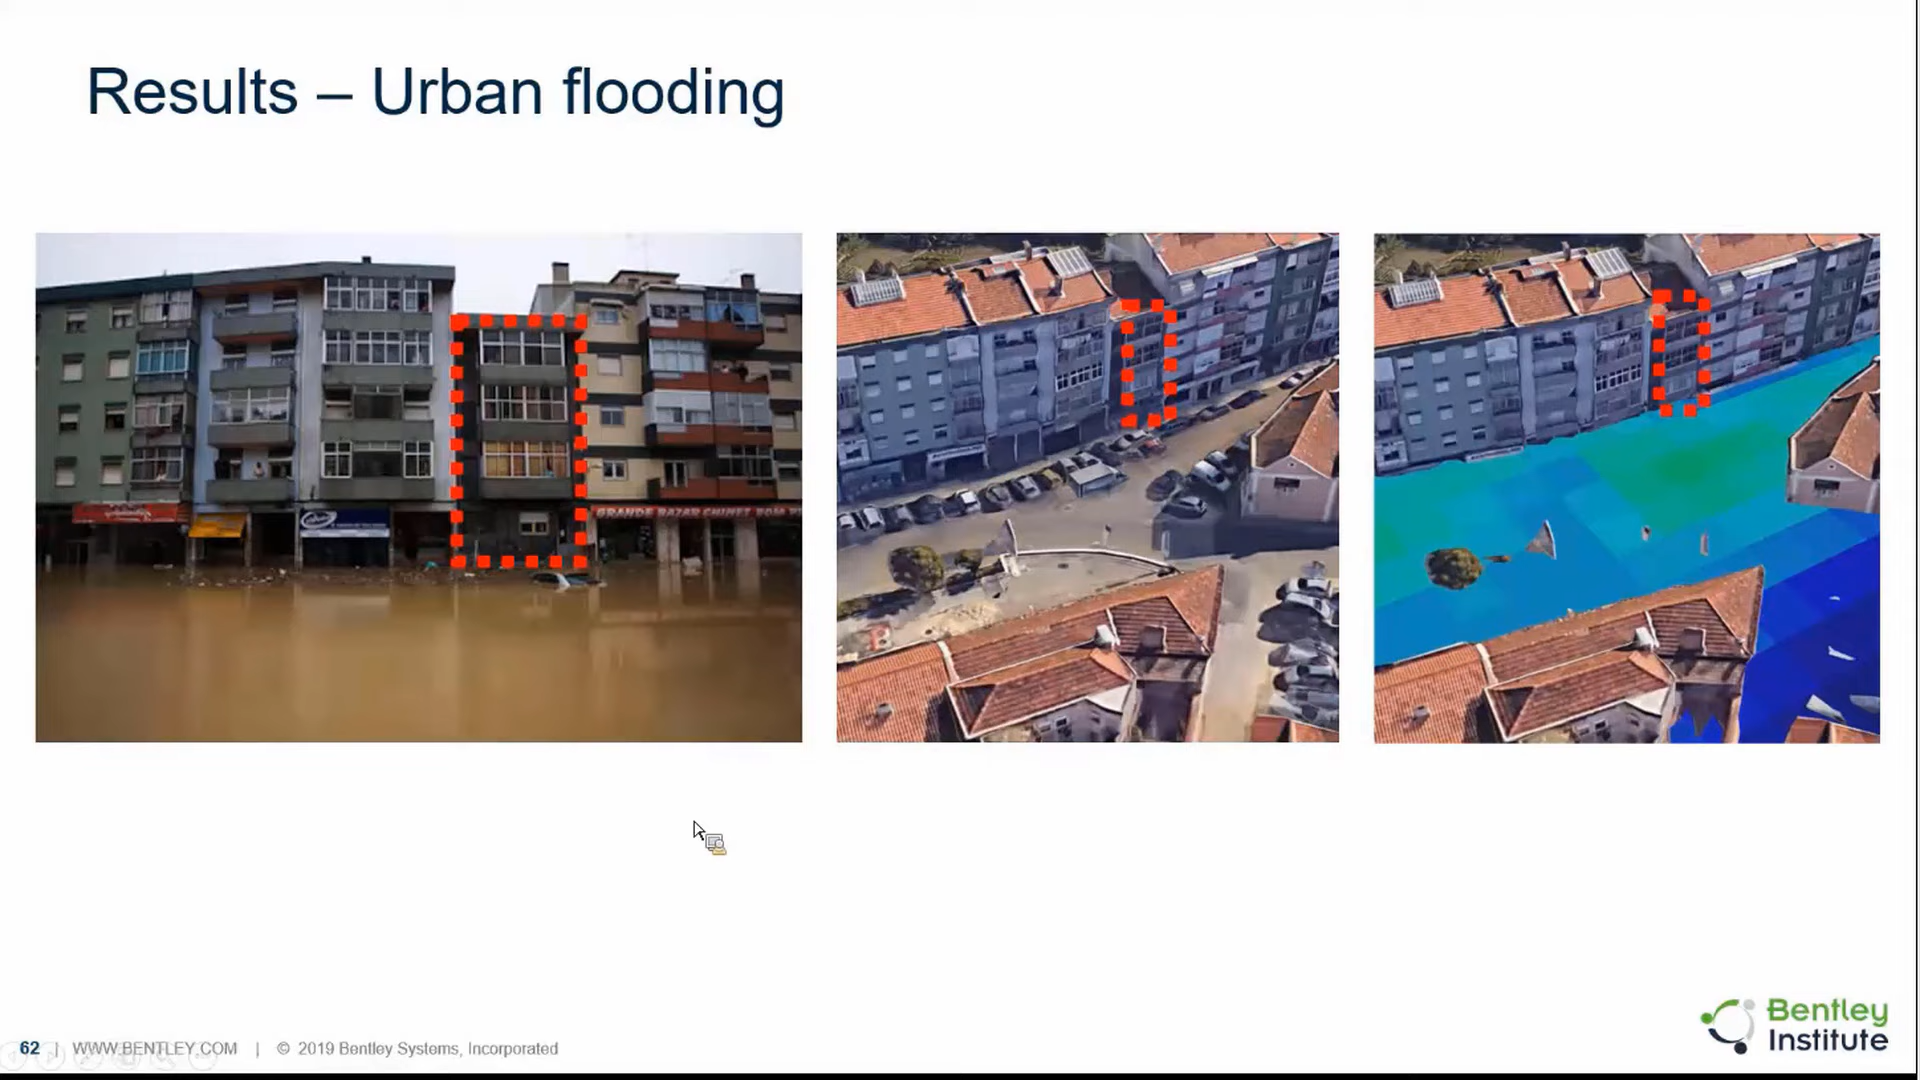 Results – Urban flooding
GRANDE BAZAR CHINES BOM P
62 | WWW.BENTLEY.COM | © 2019 Bentley Systems, Incorporated
Bentley
Institute